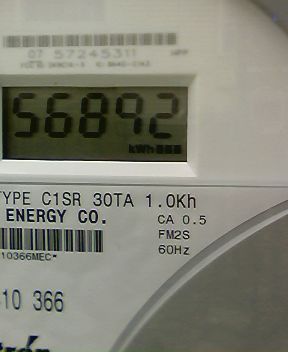 07 57245311
56892
kWh
TYPE C1SR 30TA 1.0Kh
ENERGY CO. CA 0.5
FM2S
60Hz
10366MEC*
10 366